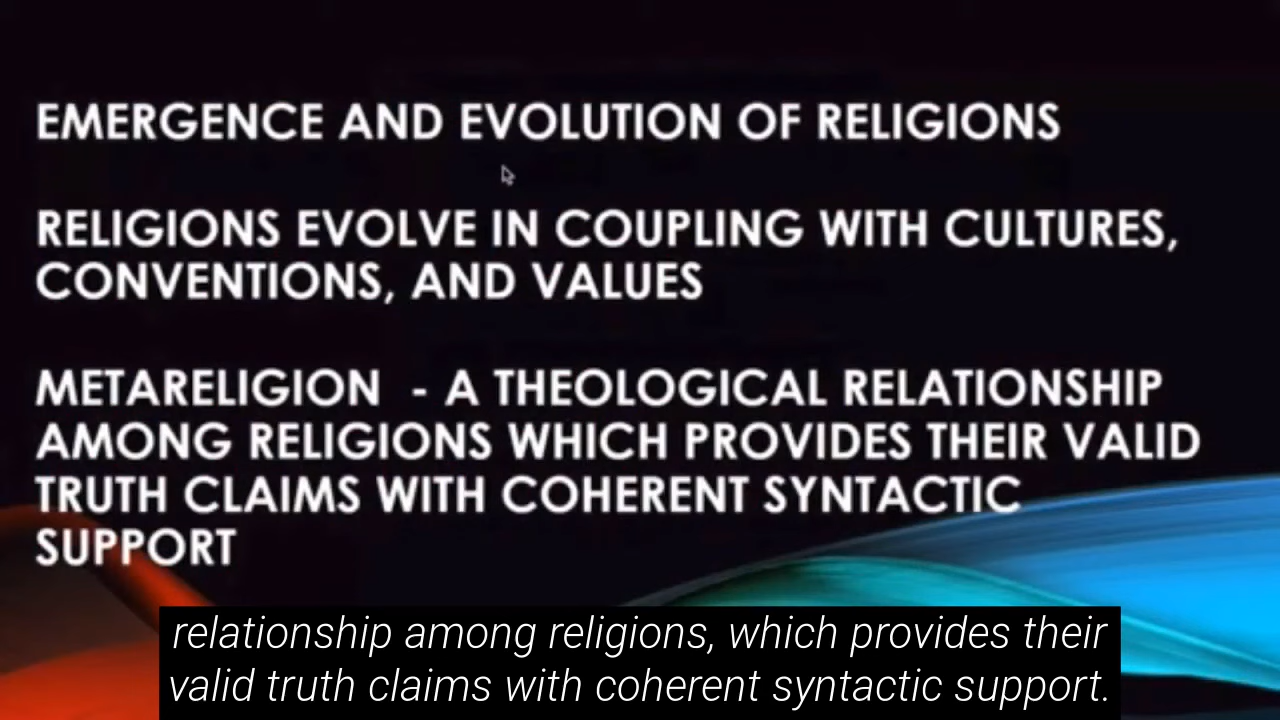 EMERGENCE AND EVOLUTION OF RELIGIONS
RELIGIONS EVOLVE IN COUPLING WITH CULTURES,
CONVENTIONS, AND VALUES
METARELIGION - A THEOLOGICAL RELATIONSHIP
AMONG RELIGIONS WHICH PROVIDES THEIR VALID
TRUTH CLAIMS WITH COHERENT SYNTACTIC
SUPPORT
relationship among religions, which provides their
valid truth claims with coherent syntactic support.